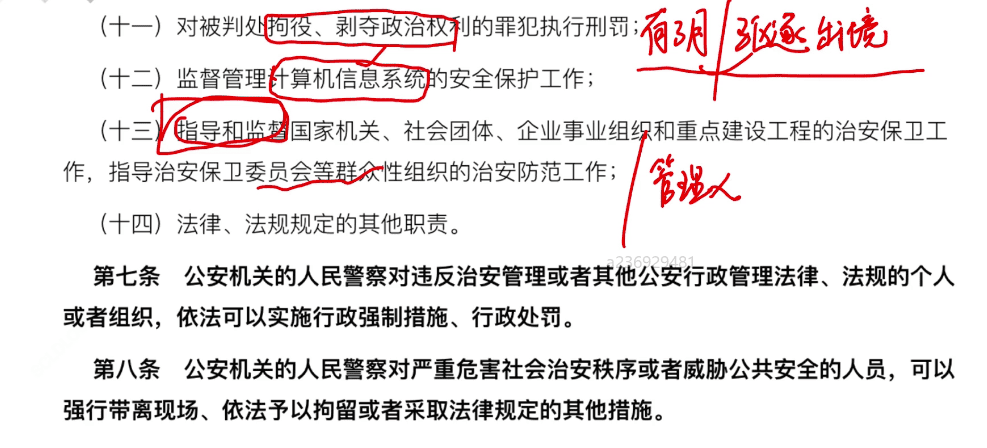 （十一）对被判处拘役、剥夺政治权利的罪犯执行刑罚；
驱逐出境
（十二）监督管理计算机信息系统的安全保护工作；
（十三）指导和监督国家机关、社会团体、企业事业组织和重点建设工程的治安保卫工
作，指导治安保卫委员会等群众性组织的治安防范工作；
管理
（十四）法律、法规规定的其他职责。
a236929481
第七条　公安机关的人民警察对违反治安管理或者其他公安行政管理法律、法规的个人
或者组织，依法可以实施行政强制措施、行政处罚。
第八条　公安机关的人民警察对严重危害社会治安秩序或者威胁公共安全的人员，可以
强行带离现场、依法予以拘留或者采取法律规定的其他措施。